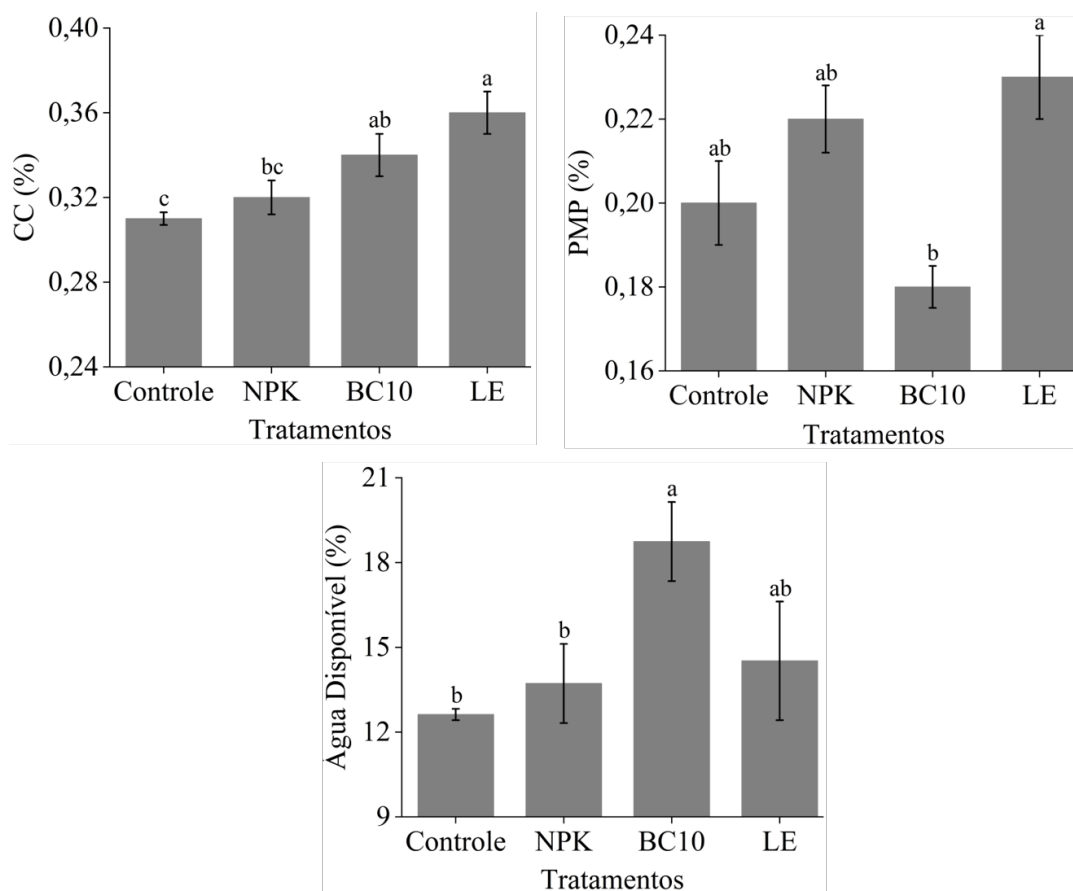 CC (%)
0,40
0,36
0,32
0,28
0,24
c
bc
ab
a
Controle NPK BC10 LE
Tratamentos
PMP (%)
0,24
0,22
0,20
0,18
0,16
ab
ab
b
a
Controle NPK BC10 LE
Tratamentos
Água Disponível (%)
21
18
15
12
9
b
b
a
ab
Controle NPK BC10 LE
Tratamentos